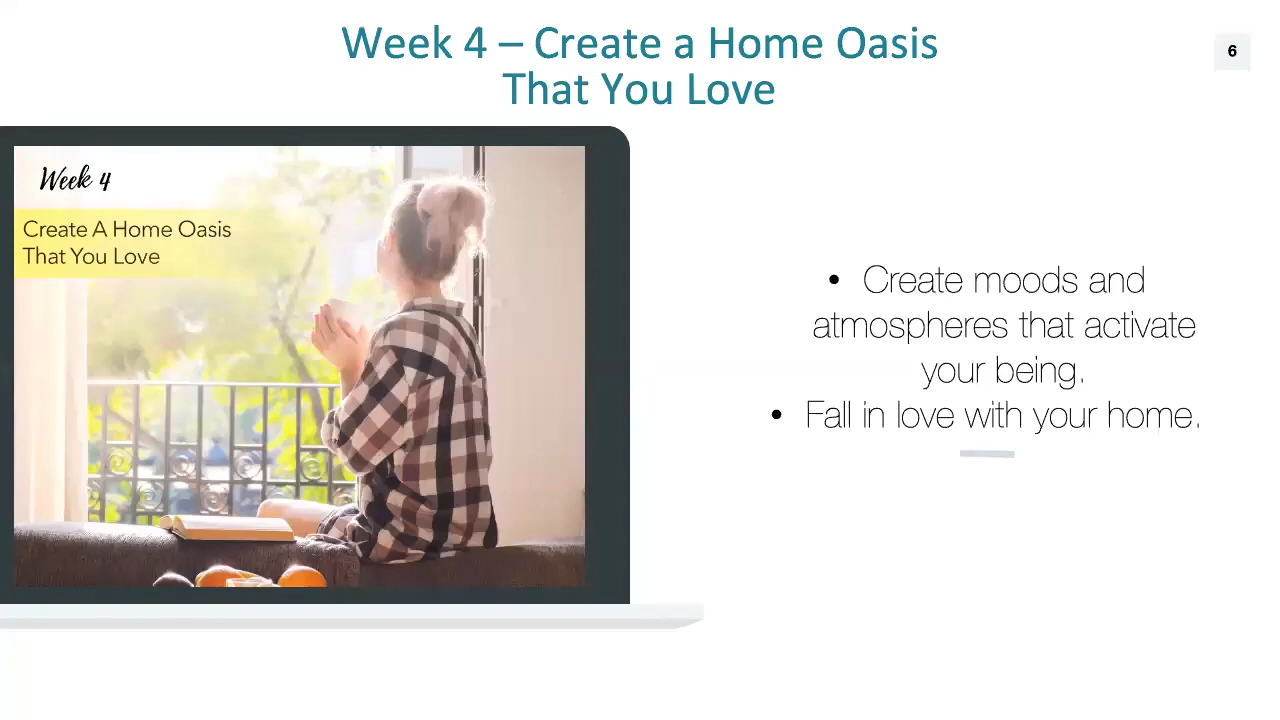 Week 4 – Create a Home Oasis
That You Love
6
Week 4
Create A Home Oasis
That You Love
• Create moods and
atmospheres that activate
your being.
• Fall in love with your home.